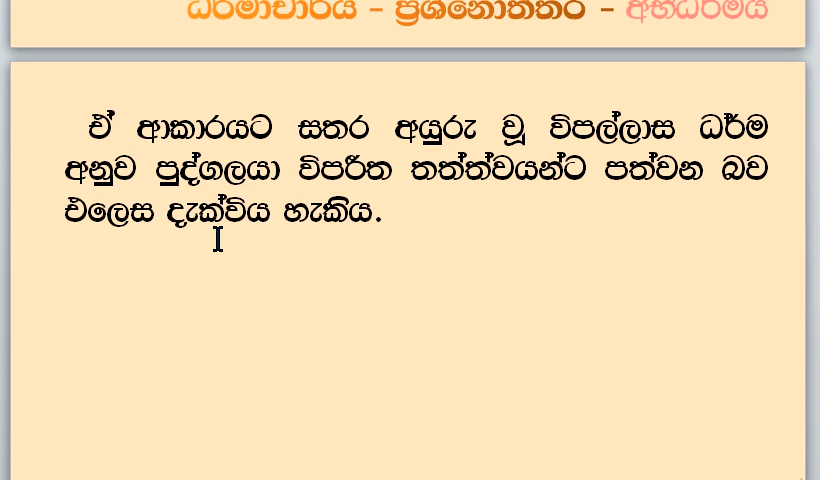 ධර්මාචාර්ය – ප්‍රශ්නෝත්තර – අභිධර්මය
ඒ ආකාරයට සතර අයුරු වූ විපල්ලාස ධර්ම
අනුව පුද්ගලයා විපරීත තත්ත්වයන්ට පත්වන බව
එලෙස දැක්විය හැකිය.